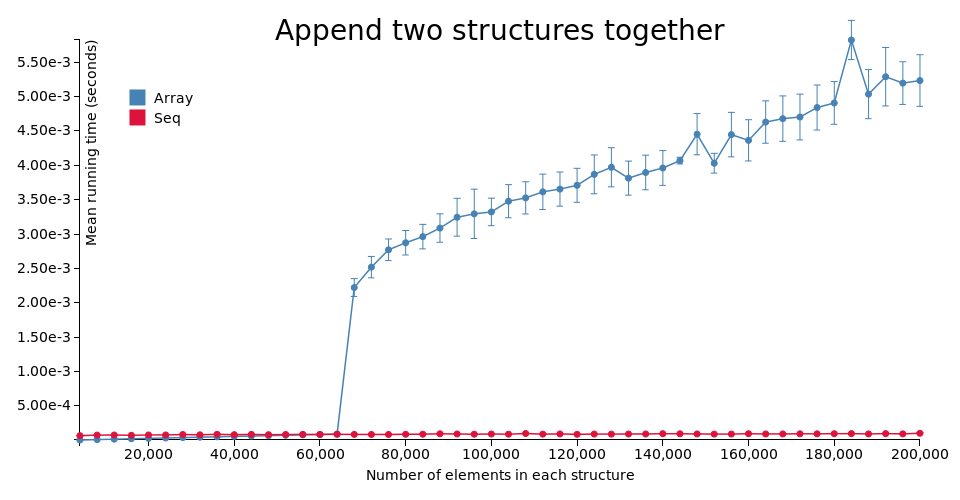 Append two structures together
Mean running time (seconds)
5.50e-3
5.00e-3
4.50e-3
4.00e-3
3.50e-3
3.00e-3
2.50e-3
2.00e-3
1.50e-3
1.00e-3
5.00e-4
Array
Seq
20,000 40,000 60,000 80,000 100,000 120,000 140,000 160,000 180,000 200,000
Number of elements in each structure